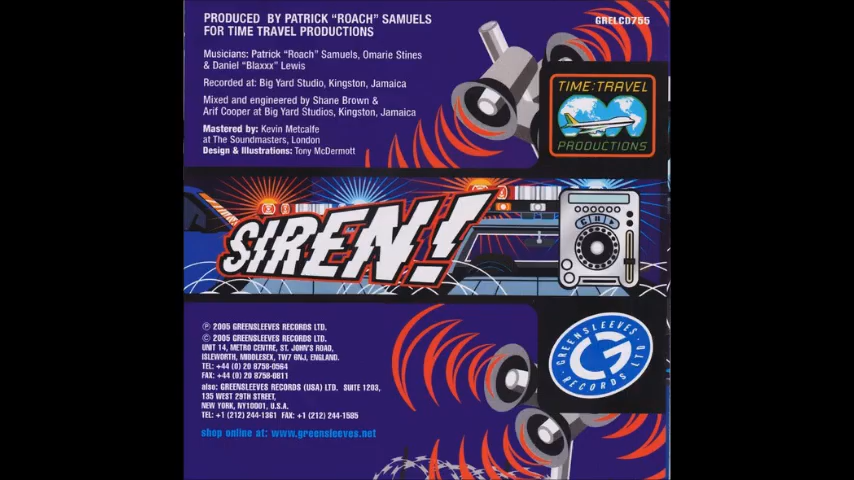 PRODUCED BY PATRICK “ROACH” SAMUELS
FOR TIME TRAVEL PRODUCTIONS
GRELCD755
Musicians: Patrick “Roach” Samuels, Omarie Stines
& Daniel “Blaxxx” Lewis
Recorded at: Big Yard Studio, Kingston, Jamaica
Mixed and engineered by Shane Brown &
Arif Cooper at Big Yard Studios, Kingston, Jamaica
Mastered by: Kevin Metcalfe
at The Soundmasters, London
Design & Illustrations: Tony McDermott
TIME:TRAVEL
PRODUCTIONS
SIREN!
℗ 2005 GREENSLEEVES RECORDS LTD.
© 2005 GREENSLEEVES RECORDS LTD.
UNIT 14, METRO CENTRE, ST. JOHN'S ROAD,
ISLEWORTH, MIDDLESEX, TW7 6NJ, ENGLAND.
TEL: +44 (0) 20 8758-0564
FAX: +44 (0) 20 8758-0811
also: GREENSLEEVES RECORDS (USA) LTD. SUITE 1203,
135 WEST 29TH STREET,
NEW YORK, NY10001, U.S.A.
TEL: +1 (212) 244-1361 FAX: +1 (212) 244-1585
shop online at: www.greensleeves.net
GREENSLEEVES
G
RECORDS LTD